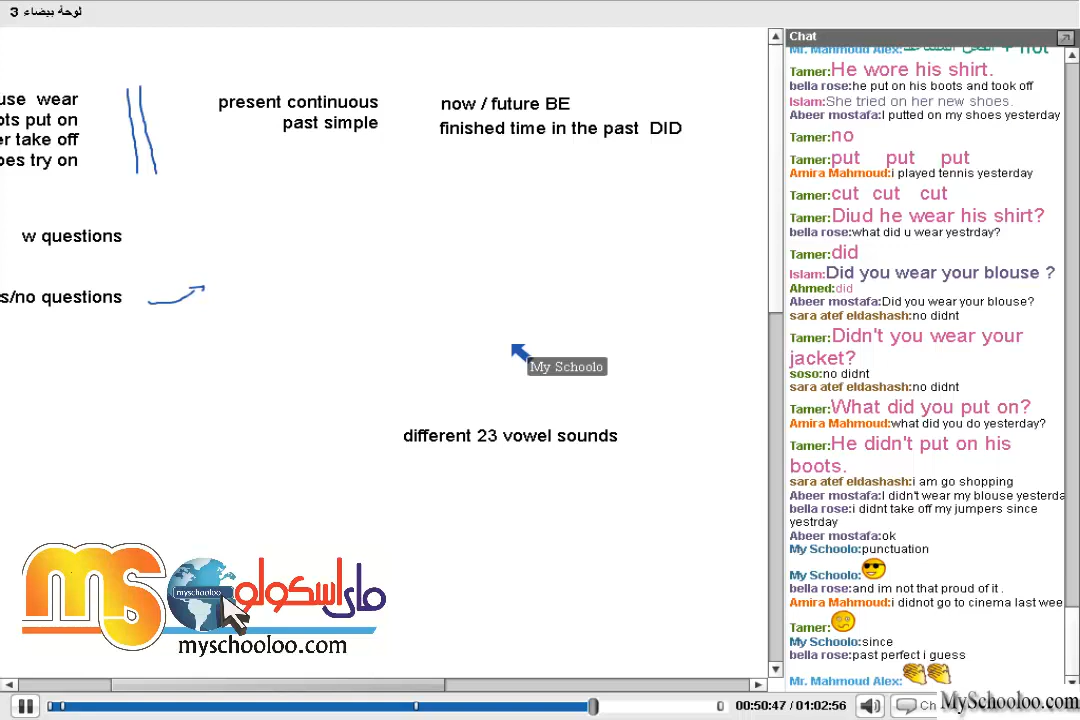 لوحة بيضاء 3
use wear
ots put on
er take off
oes try on
present continuous
past simple
now / future BE
finished time in the past DID
w questions
s/no questions
My Schoolo
different 23 vowel sounds
ms
myschooloo
ماي اسكولو
myschooloo.com
Chat
Mr. Mahmoud Alex: + not
Tamer:He wore his shirt.
bella rose:he put on his boots and took off
Islam:She tried on her new shoes.
Abeer mostafa:I putted on my shoes yesterday
Tamer:no
Tamer:put put put
Amira Mahmoud:i played tennis yesterday
Tamer:cut cut cut
Tamer:Diud he wear his shirt?
bella rose:what did u wear yestrday?
Tamer:did
Islam:Did you wear your blouse ?
Ahmed:did
Abeer mostafa:Did you wear your blouse?
sara atef eldashash:no didnt
Tamer:Didn't you wear your
jacket?
soso:no didnt
sara atef eldashash:no didnt
Tamer:What did you put on?
Amira Mahmoud:what did you do yesterday?
Tamer:He didn't put on his
boots.
sara atef eldashash:i am go shopping
Abeer mostafa:I didn't wear my blouse yesterda
bella rose:i didnt take off my jumpers since
yestrday
Abeer mostafa:ok
My Schoolo:punctuation
My Schoolo:
bella rose:and im not that proud of it .
Amira Mahmoud:i didnot go to cinema last wee
Tamer:
My Schoolo:since
bella rose:past perfect i guess
Mr. Mahmoud Alex:
00:50:47 / 01:02:56
Ch
MySchooloo.com